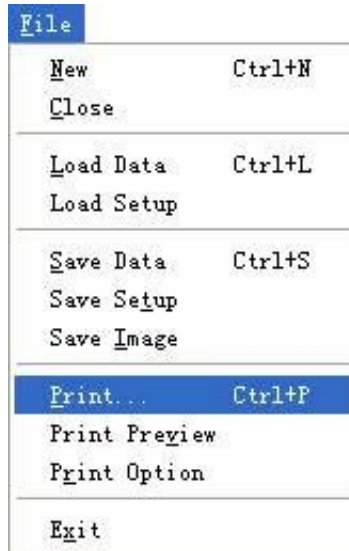 File
New Ctrl+N
Close
Load Data Ctrl+L
Load Setup
Save Data Ctrl+S
Save Setup
Save Image
Print... Ctrl+P
Print Preview
Print Option
Exit